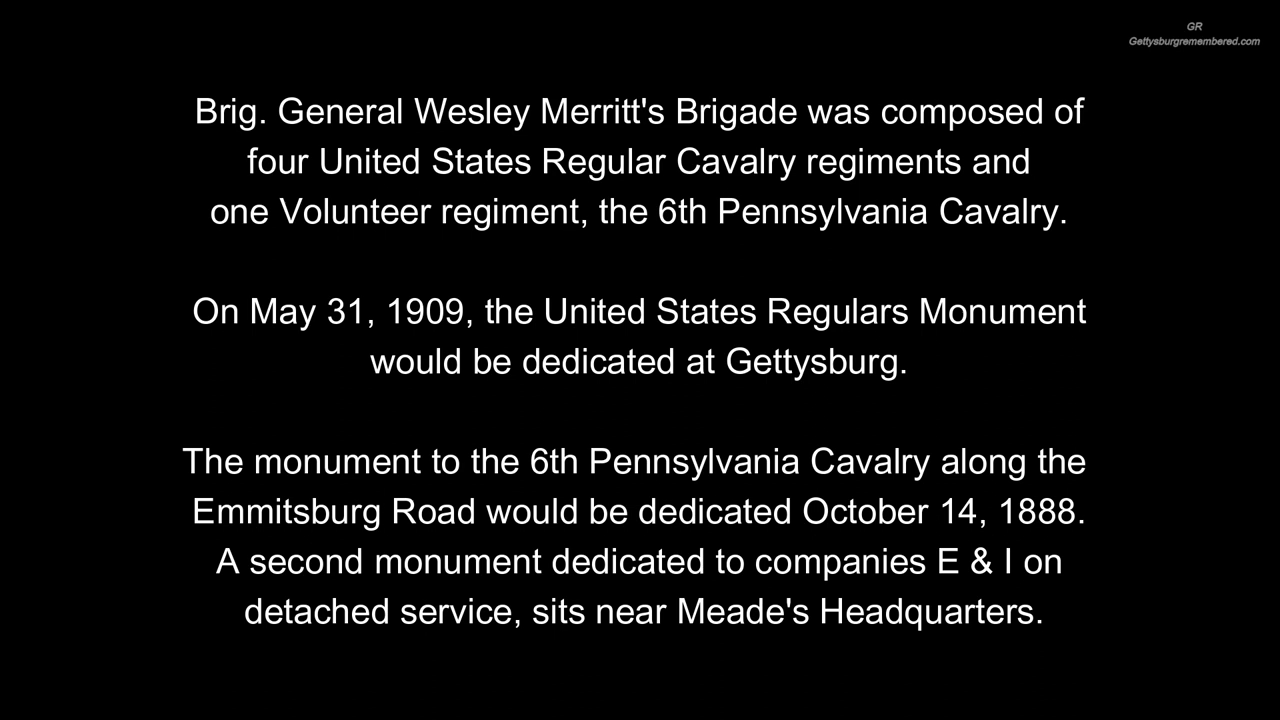 GR
Gettysburgremembered.com
Brig. General Wesley Merritt's Brigade was composed of
four United States Regular Cavalry regiments and
one Volunteer regiment, the 6th Pennsylvania Cavalry.
On May 31, 1909, the United States Regulars Monument
would be dedicated at Gettysburg.
The monument to the 6th Pennsylvania Cavalry along the
Emmitsburg Road would be dedicated October 14, 1888.
A second monument dedicated to companies E & I on
detached service, sits near Meade's Headquarters.